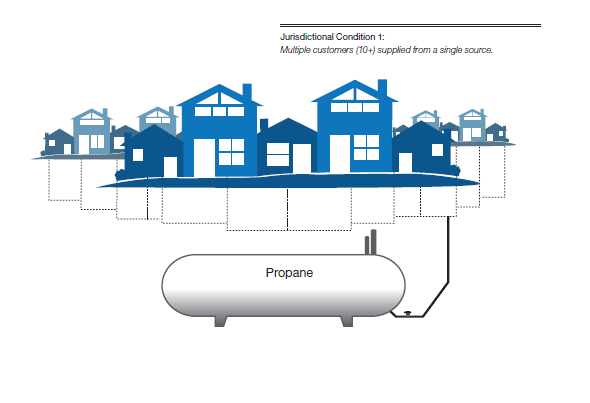 Jurisdictional Condition 1:
Multiple customers (10+) supplied from a single source.
Propane